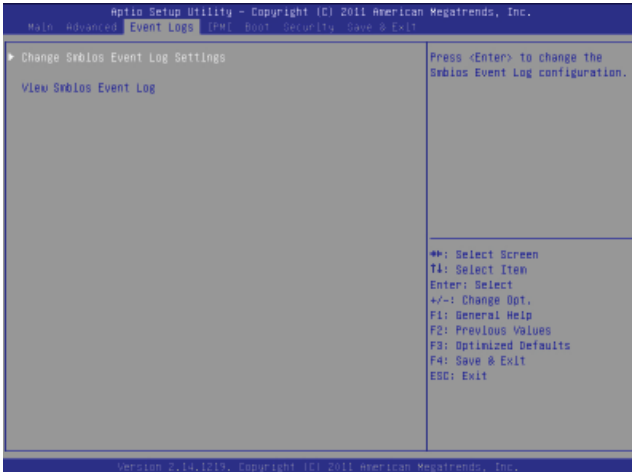 Aptio Setup Utility - Copyright (C) 2011 American Megatrends, Inc.
Main Advanced Event Logs IPMI Boot Security Save & Exit
Change Smbios Event Log Settings
View Smbios Event Log
Press <Enter> to change the
Smbios Event Log configuration.
→←: Select Screen
↑↓: Select Item
Enter: Select
+/-: Change Opt.
F1: General Help
F2: Previous Values
F3: Optimized Defaults
F4: Save & Exit
ESC: Exit
Version 2.14.1219. Copyright (C) 2011 American Megatrends, Inc.